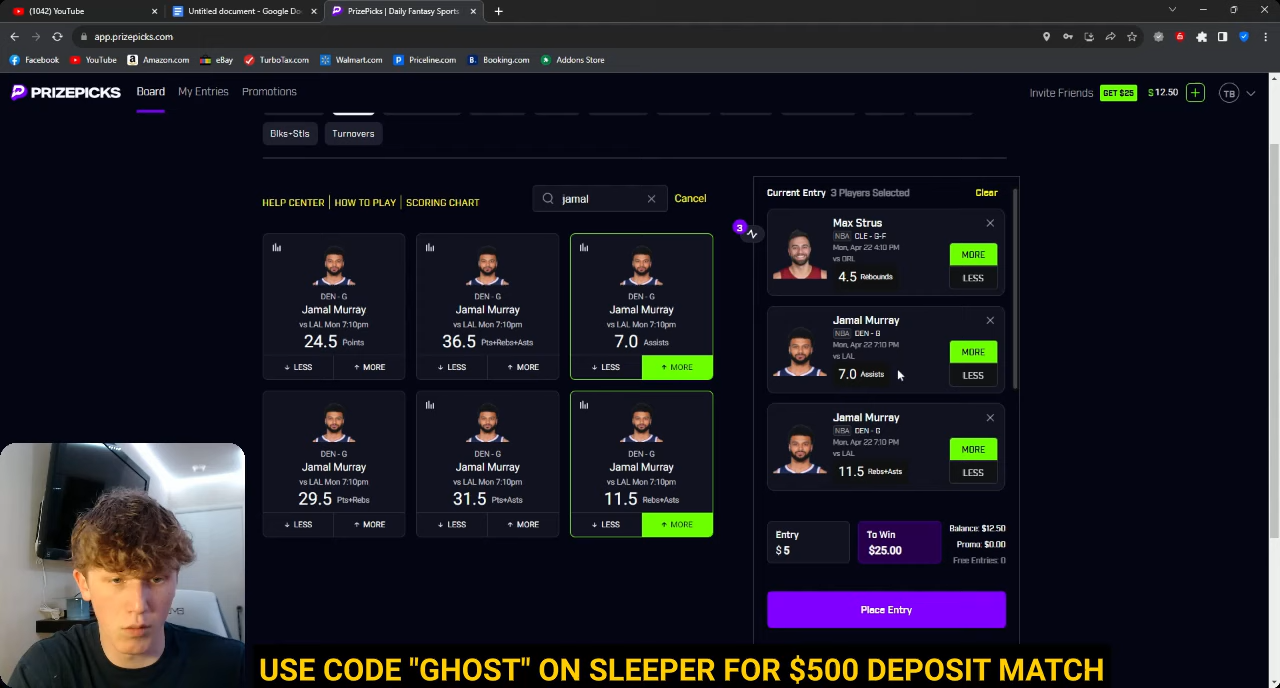 (1042) YouTube
Untitled document - Google Do
PrizePicks | Daily Fantasy Sports
app.prizepicks.com
Facebook
YouTube
Amazon.com
eBay
TurboTax.com
Walmart.com
Priceline.com
Booking.com
Addons Store
PRIZEPICKS
Board
My Entries
Promotions
Invite Friends
GET $25
$ 12.50
TB
Blks-Stls
Turnovers
HELP CENTER
HOW TO PLAY
SCORING CHART
jamal
Cancel
DEN - G
Jamal Murray
vs LAL Mon 7:10pm
24.5 Points
LESS
MORE
DEN - G
Jamal Murray
vs LAL Mon 7:10pm
36.5 Pts+Rebs+Asts
LESS
MORE
DEN - G
Jamal Murray
vs LAL Mon 7:10pm
7.0 Assists
LESS
MORE
DEN - G
Jamal Murray
vs LAL Mon 7:10pm
29.5 Pts+Rebs
LESS
MORE
DEN - G
Jamal Murray
vs LAL Mon 7:10pm
31.5 Pts+Asts
LESS
MORE
DEN - G
Jamal Murray
vs LAL Mon 7:10pm
11.5 Rebs+Asts
LESS
MORE
3
Current Entry 3 Players Selected
Clear
Max Strus
NBA CLE - G-F
Mon, Apr 22 4:10 PM
vs ORL
4.5 Rebounds
MORE
LESS
Jamal Murray
NBA DEN - G
Mon, Apr 22 7:10 PM
vs LAL
7.0 Assists
MORE
LESS
Jamal Murray
NBA DEN - G
Mon, Apr 22 7:10 PM
vs LAL
11.5 Rebs+Asts
MORE
LESS
Entry
$ 5
To Win
$25.00
Balance: $12.50
Promo: $0.00
Free Entries: 0
Place Entry
USE CODE "GHOST" ON SLEEPER FOR $500 DEPOSIT MATCH